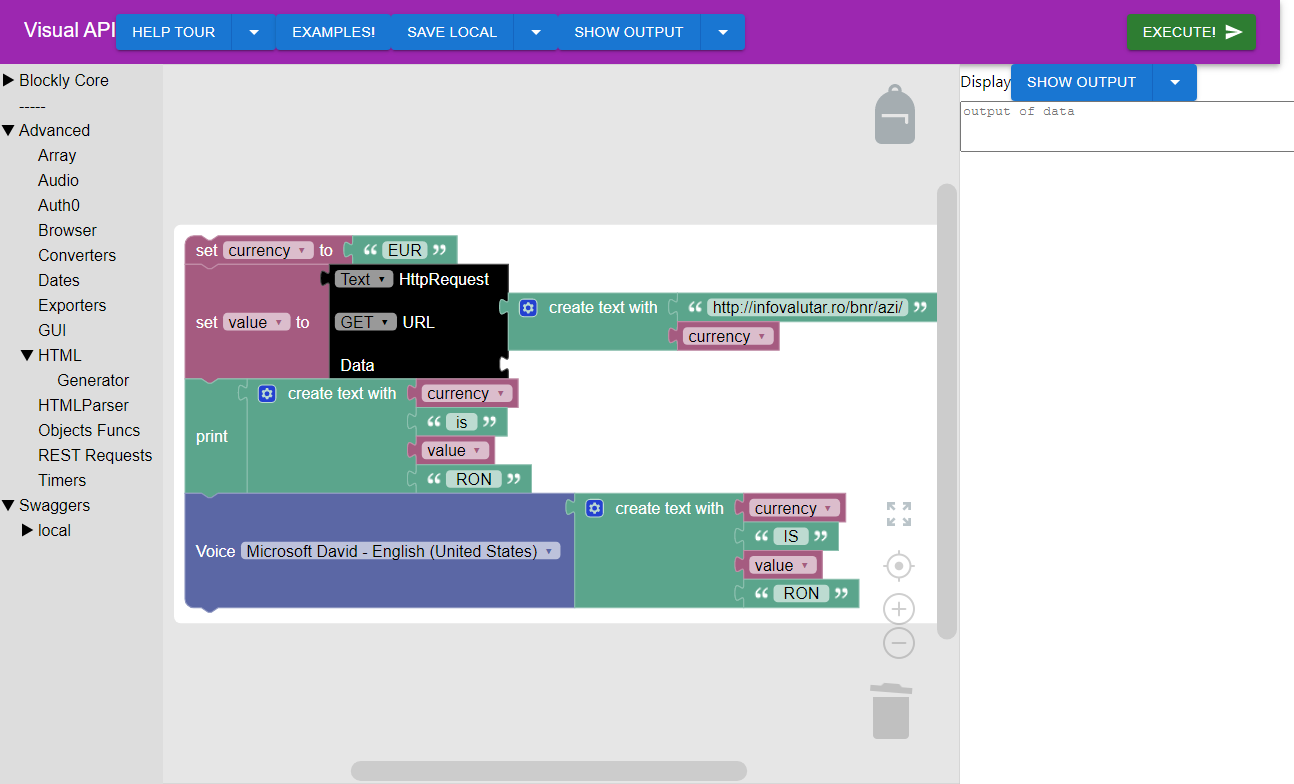 Visual API HELP TOUR EXAMPLES! SAVE LOCAL SHOW OUTPUT EXECUTE!
Blockly Core
-----
Advanced
Array
Audio
Auth0
Browser
Converters
Dates
Exporters
GUI
HTML
Generator
HTMLParser
Objects Funcs
REST Requests
Timers
Swaggers
local
set currency to “ EUR ”
Text HttpRequest
set value to GET URL create text with “ http://infovalutar.ro/bnr/azi/ ”
currency
Data
print create text with currency
“ is ”
value
“ RON ”
Voice Microsoft David - English (United States) create text with currency
“ IS ”
value
“ RON ”
Display SHOW OUTPUT
output of data